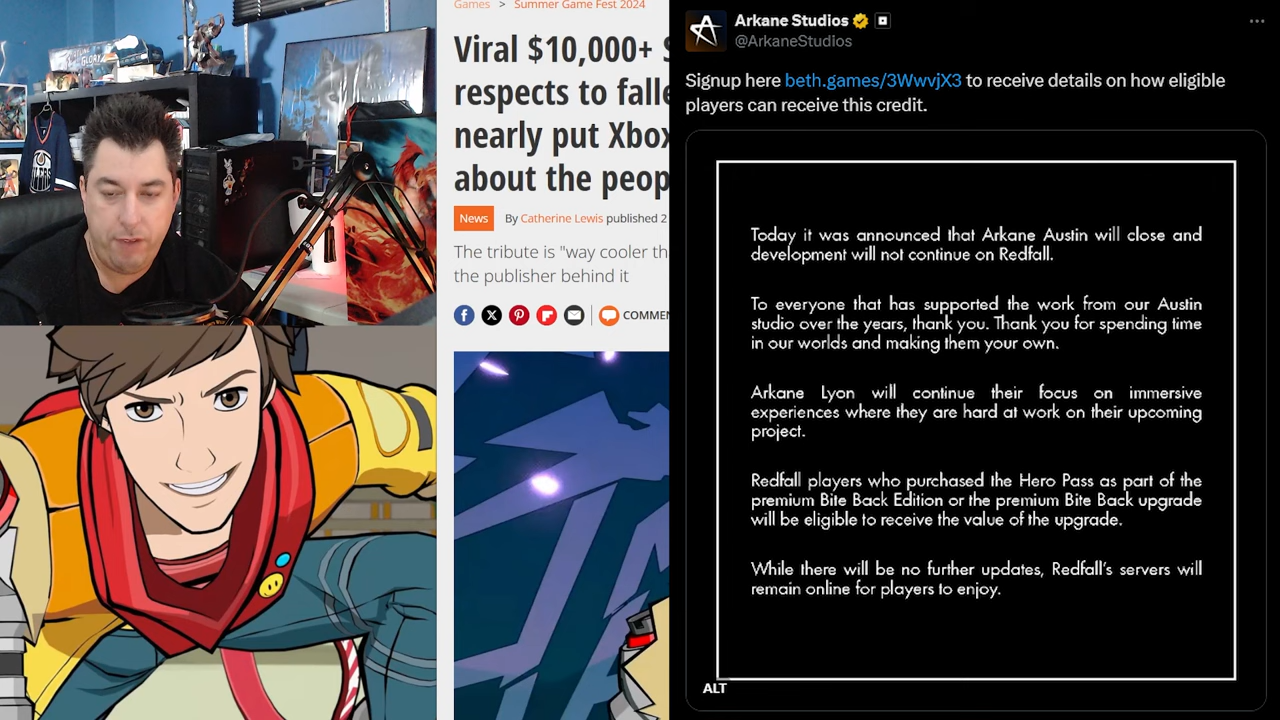 GLORY
OILERS
Games > Summer Game Fest 2024
Viral $10,000+
respects to falle
nearly put Xbox
about the peop
News By Catherine Lewis published 2
The tribute is "way cooler th
the publisher behind it
COMMEN
Arkane Studios
@ArkaneStudios
Signup here beth.games/3WwvjX3 to receive details on how eligible
players can receive this credit.
Today it was announced that Arkane Austin will close and
development will not continue on Redfall.
To everyone that has supported the work from our Austin
studio over the years, thank you. Thank you for spending time
in our worlds and making them your own.
Arkane Lyon will continue their focus on immersive
experiences where they are hard at work on their upcoming
project.
Redfall players who purchased the Hero Pass as part of the
premium Bite Back Edition or the premium Bite Back upgrade
will be eligible to receive the value of the upgrade.
While there will be no further updates, Redfall's servers will
remain online for players to enjoy.
ALT